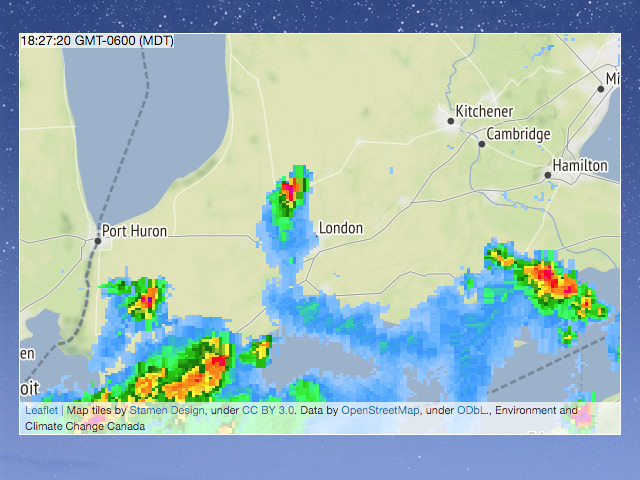 18:27:20 GMT-0600 (MDT)
Mi
Kitchener
Cambridge
Hamilton
Port Huron
London
en
oit
Leaflet | Map tiles by Stamen Design, under CC BY 3.0. Data by OpenStreetMap, under ODbL., Environment and
Climate Change Canada